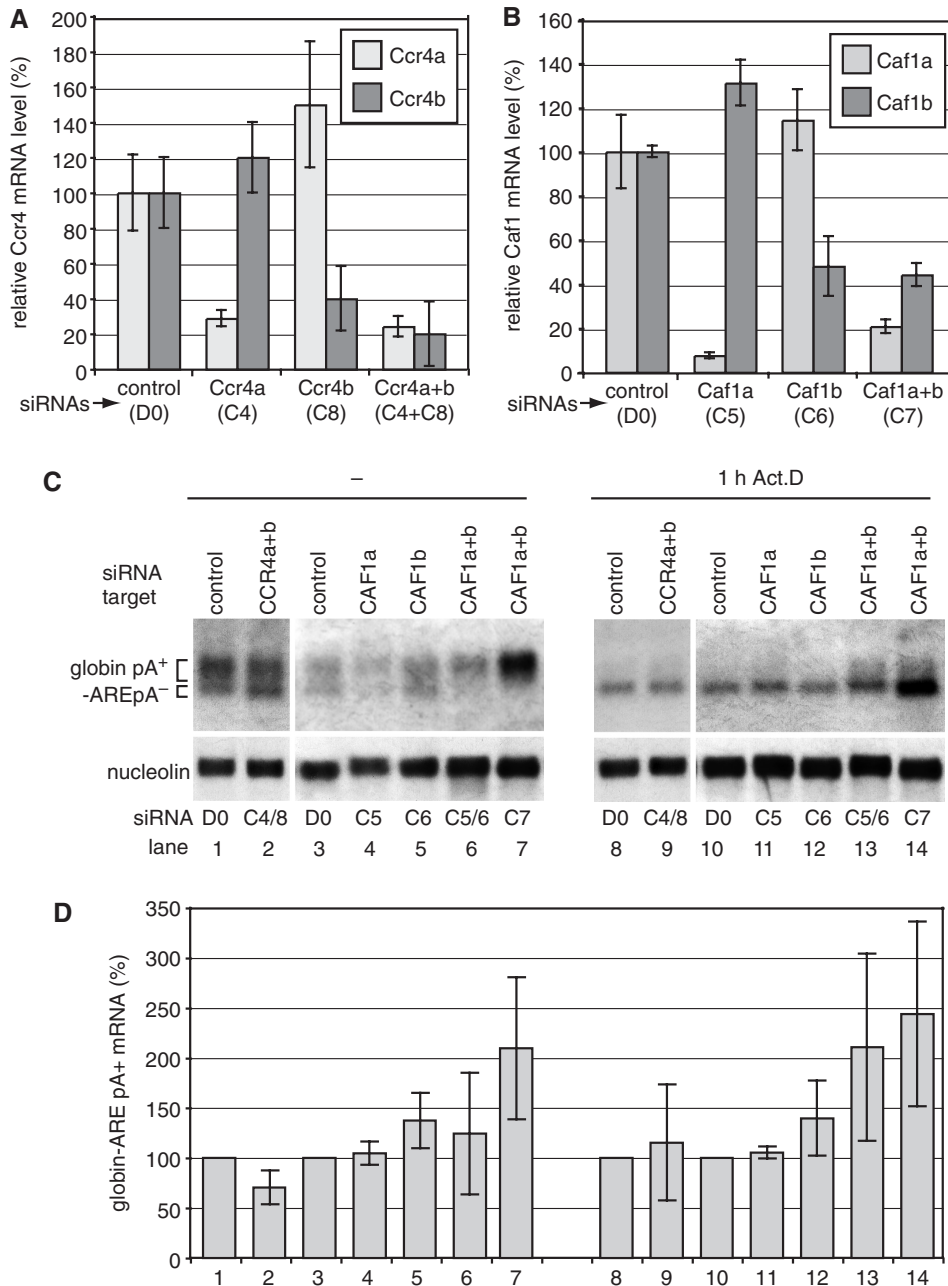 A
relative Ccr4 mRNA level (%)
200
180
160
140
120
100
80
60
40
20
0
Ccr4a
Ccr4b
control Ccr4a Ccr4b Ccr4a+b
siRNAs (D0) (C4) (C8) (C4+C8)
B
relative Caf1 mRNA level (%)
160
140
120
100
80
60
40
20
0
Caf1a
Caf1b
control Caf1a Caf1b Caf1a+b
siRNAs (D0) (C5) (C6) (C7)
C
– 1 h Act.D
siRNA target
control CCR4a+b control CAF1a CAF1b CAF1a+b CAF1a+b control CCR4a+b control CAF1a CAF1b CAF1a+b CAF1a+b
globin pA+
-AREpA–
nucleolin
siRNA D0 C4/8 D0 C5 C6 C5/6 C7 D0 C4/8 D0 C5 C6 C5/6 C7
lane 1 2 3 4 5 6 7 8 9 10 11 12 13 14
D
globin-ARE pA+ mRNA (%)
350
300
250
200
150
100
50
0
1 2 3 4 5 6 7 8 9 10 11 12 13 14